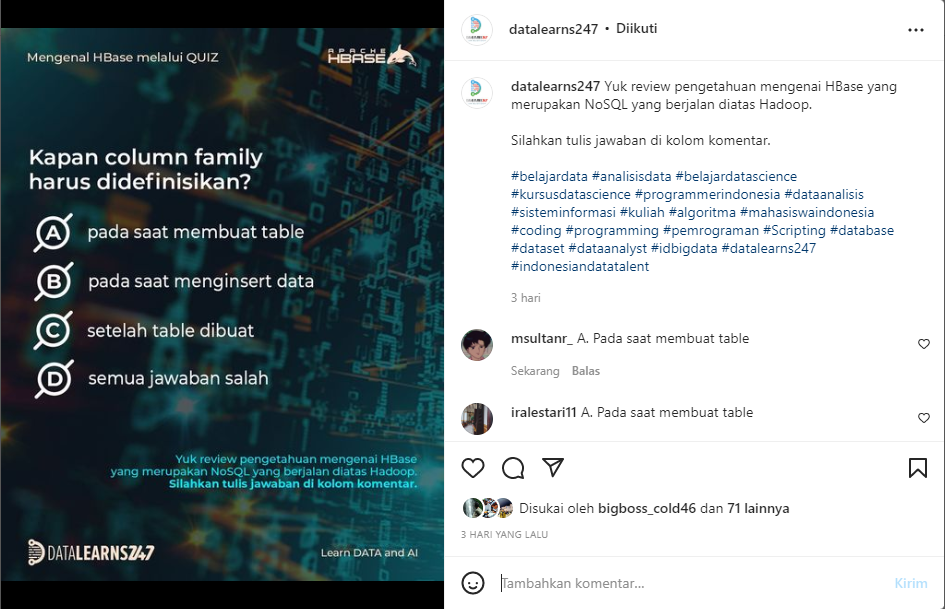 Mengenal HBase melalui QUIZ
APACHE
HBASE
Kapan column family
harus didefinisikan?
A pada saat membuat table
B pada saat menginsert data
C setelah table dibuat
D semua jawaban salah
Yuk review pengetahuan mengenai HBase
yang merupakan NoSQL yang berjalan diatas Hadoop.
Silahkan tulis jawaban di kolom komentar.
DATALEARNS247
Learn DATA and AI
datalearns247 • Diikuti
datalearns247 Yuk review pengetahuan mengenai HBase yang
merupakan NoSQL yang berjalan diatas Hadoop.
Silahkan tulis jawaban di kolom komentar.
#belajardata #analisisdata #belajardatascience
#kursusdatascience #programmerindonesia #dataanalisis
#sisteminformasi #kuliah #algoritma #mahasiswaindonesia
#coding #programming #pemrograman #Scripting #database
#dataset #dataanalyst #idbigdata #datalearns247
#indonesiandatatalent
3 hari
msultanr_ A. Pada saat membuat table
Sekarang Balas
iralestari11 A. Pada saat membuat table
Disukai oleh bigboss_cold46 dan 71 lainnya
3 HARI YANG LALU
Tambahkan komentar...
Kirim